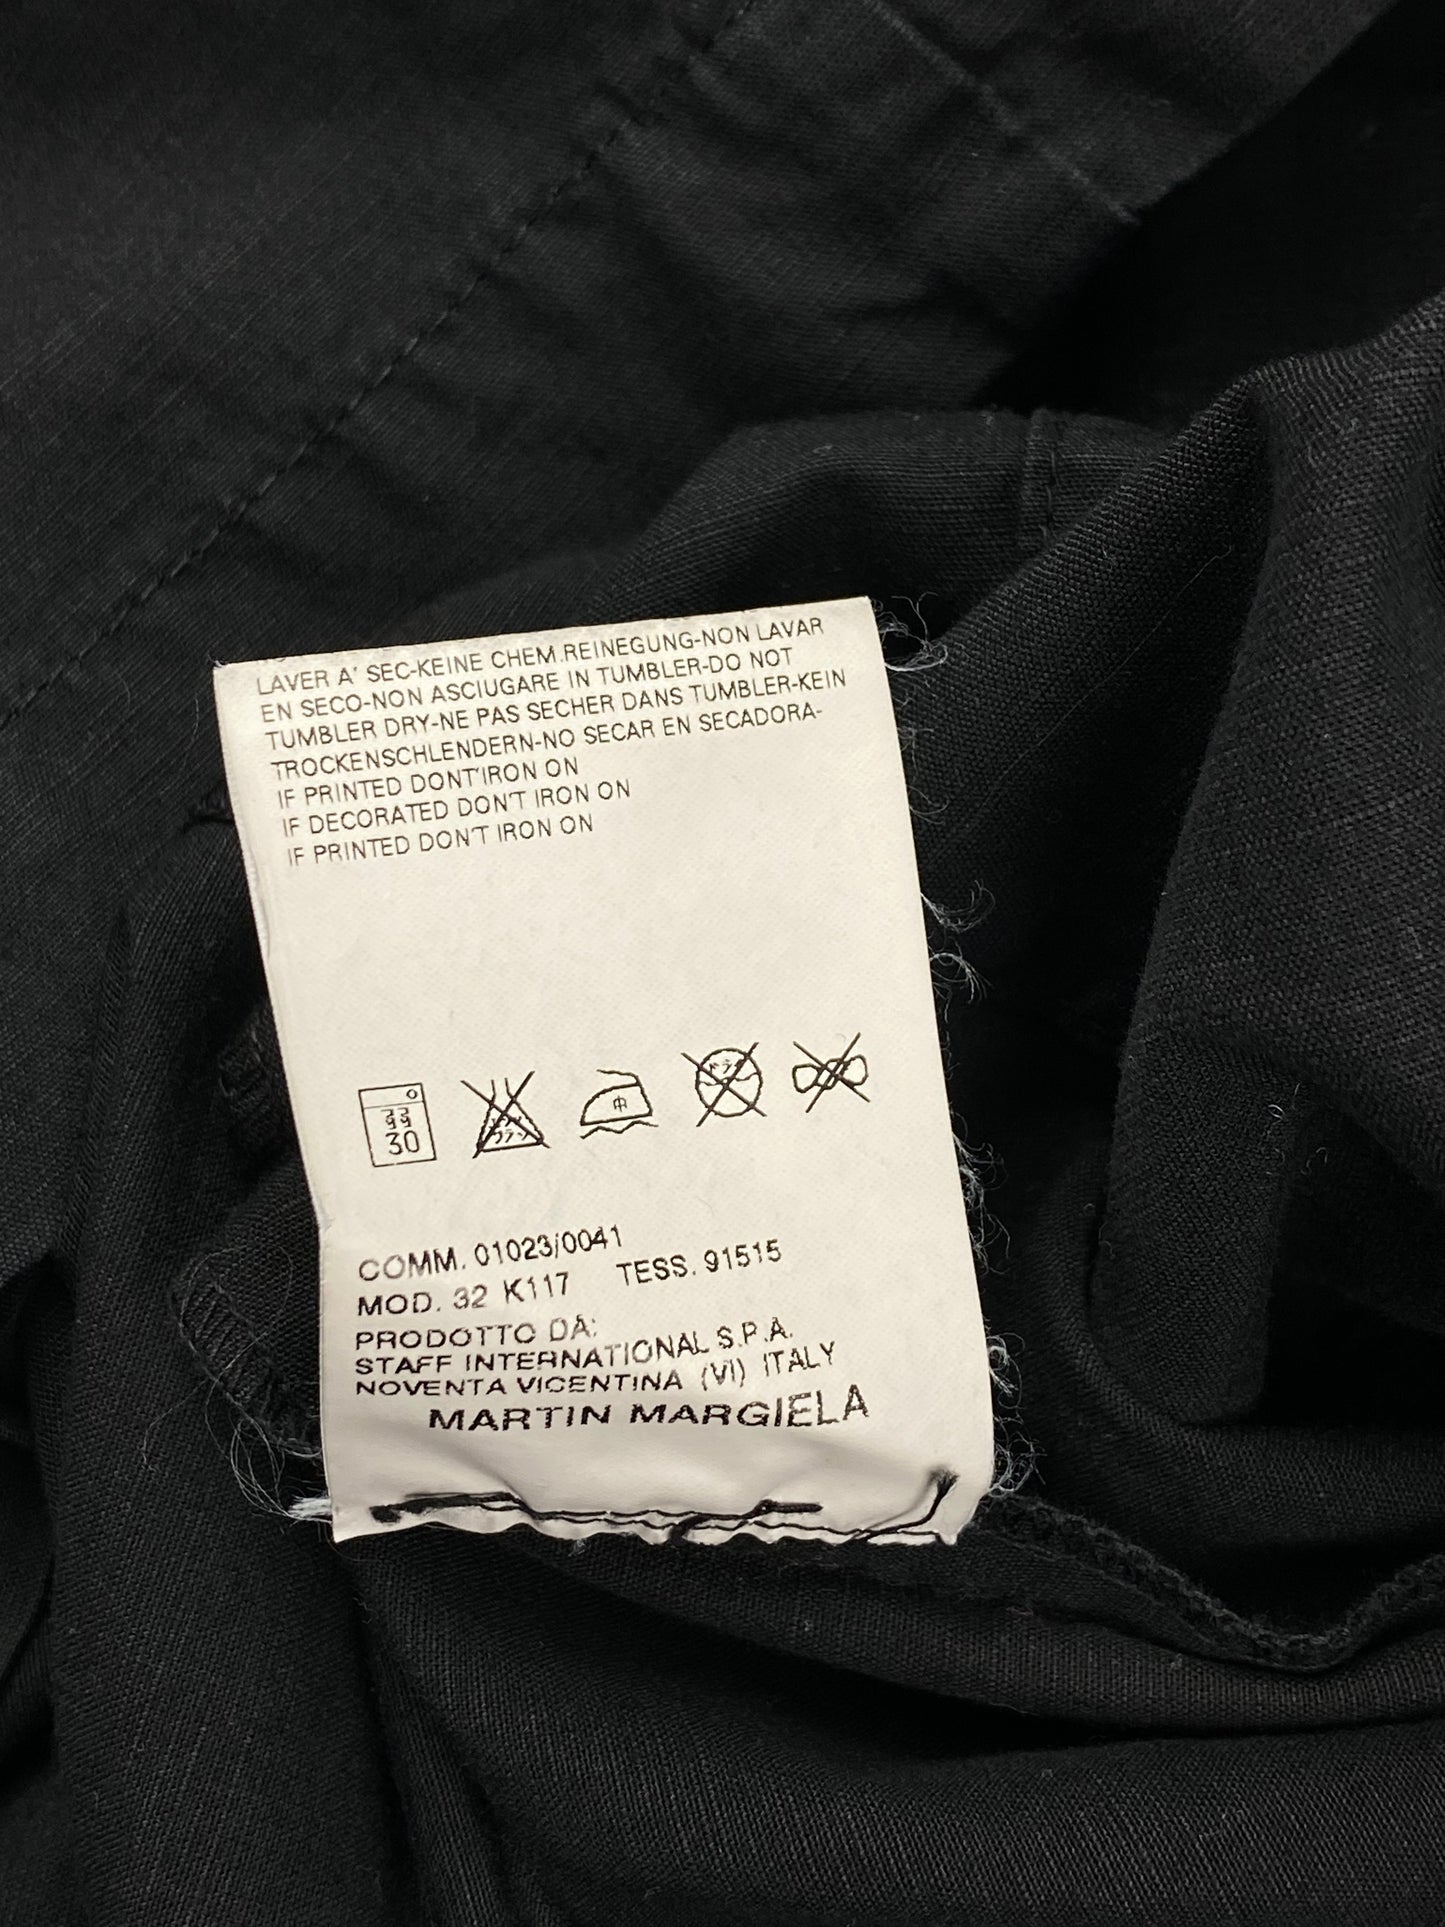 LAVER A' SEC-KEINE CHEM.REINEGUNG-NON LAVAR
EN SECO-NON ASCIUGARE IN TUMBLER-DO NOT
TUMBLER DRY-NE PAS SECHER DANS TUMBLER-KEIN
TROCKENSCHLENDERN-NO SECAR EN SECADORA-
IF PRINTED DONT'IRON ON
IF DECORATED DON'T IRON ON
IF PRINTED DON'T IRON ON
30
中
COMM. 01023/0041
MOD. 32 K117 TESS. 91515
PRODOTTO DA:
STAFF INTERNATIONAL S.P.A.
NOVENTA VICENTINA (VI) ITALY
MARTIN MARGIELA